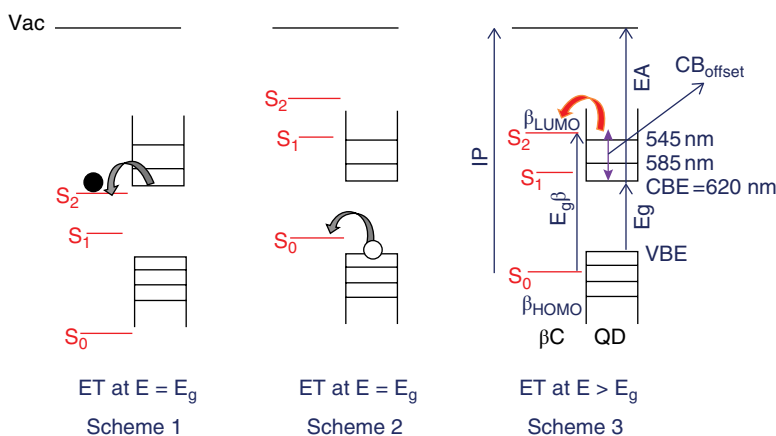 Vac
S2
S1
S0
ET at E = Eg
Scheme 1
S2
S1
S0
ET at E = Eg
Scheme 2
IP
EA
CBoffset
βLUMO
S2
S1
S0
βHOMO
Egβ
545 nm
585 nm
CBE = 620 nm
Eg
VBE
βC
QD
ET at E > Eg
Scheme 3